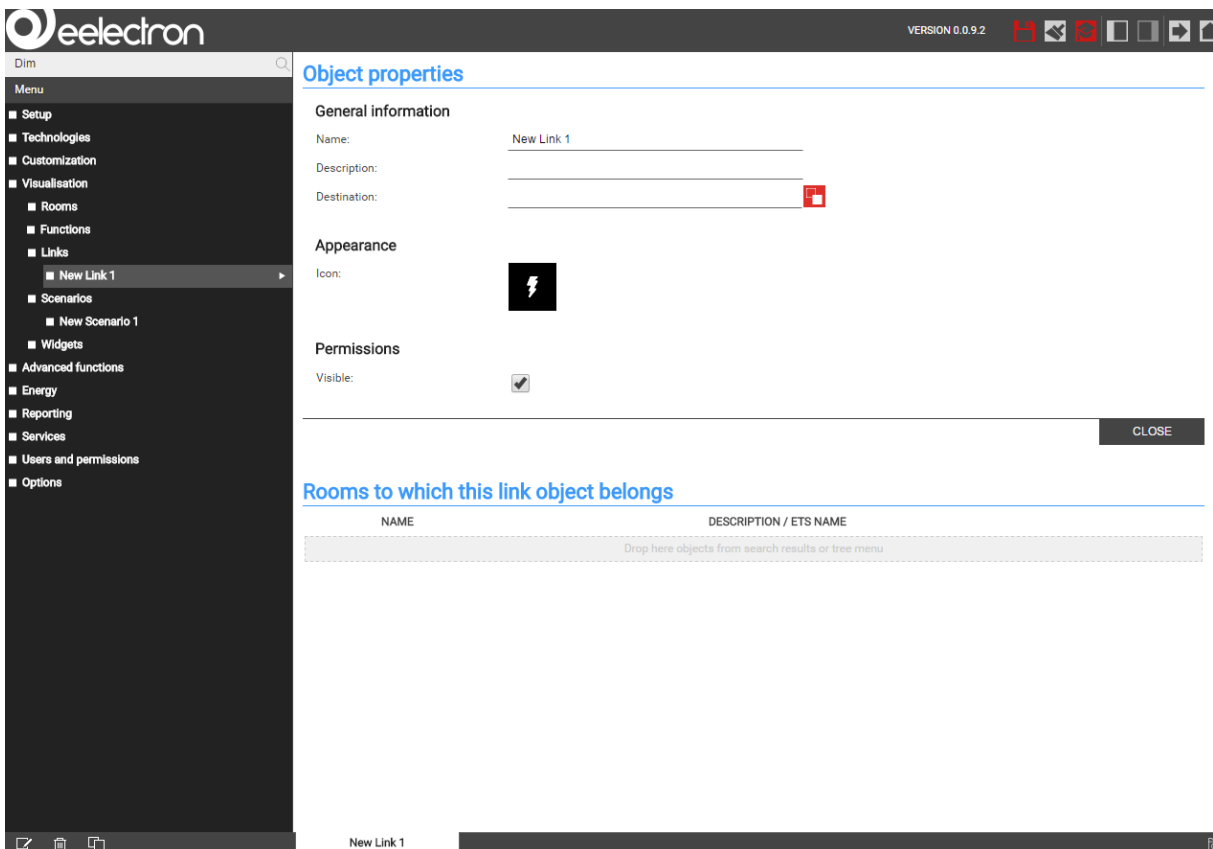 eelectron
VERSION 0.0.9.2
Dim
Menu
Setup
Technologies
Customization
Visualisation
Rooms
Functions
Links
New Link 1
Scenarios
New Scenario 1
Widgets
Advanced functions
Energy
Reporting
Services
Users and permissions
Options
Object properties
General information
Name: New Link 1
Description:
Destination:
Appearance
Icon:
Permissions
Visible:
CLOSE
Rooms to which this link object belongs
NAME DESCRIPTION / ETS NAME
Drop here objects from search results or tree menu
New Link 1